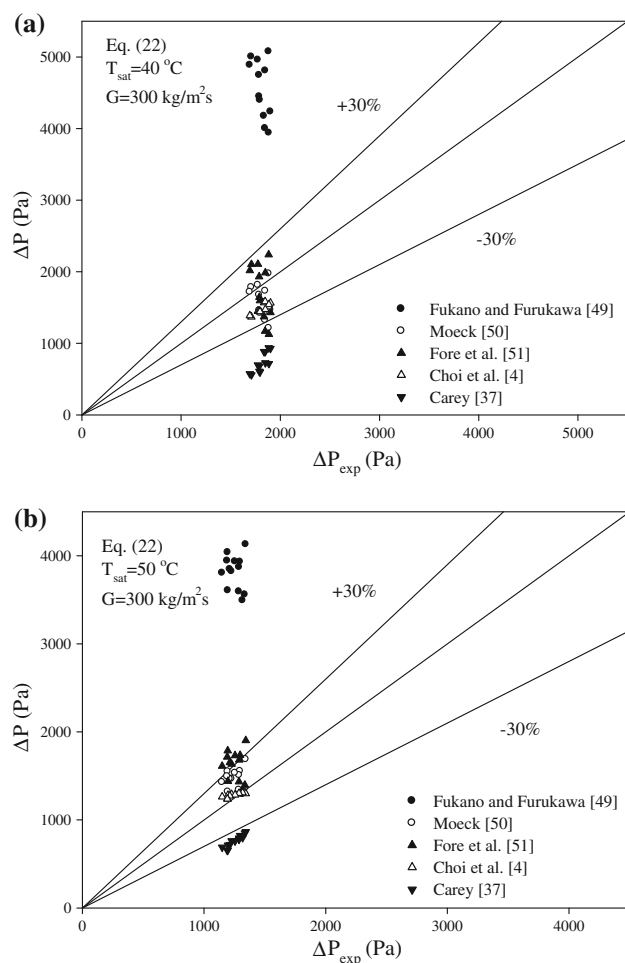 (a)
Eq. (22)
T_sat=40 °C
G=300 kg/m²s
+30%
-30%
5000
4000
3000
2000
1000
0
ΔP (Pa)
Fukano and Furukawa [49]
Moeck [50]
Fore et al. [51]
Choi et al. [4]
Carey [37]
0 1000 2000 3000 4000 5000
ΔP_exp (Pa)
(b)
Eq. (22)
T_sat=50 °C
G=300 kg/m²s
+30%
-30%
4000
3000
2000
1000
0
ΔP (Pa)
Fukano and Furukawa [49]
Moeck [50]
Fore et al. [51]
Choi et al. [4]
Carey [37]
0 1000 2000 3000 4000
ΔP_exp (Pa)